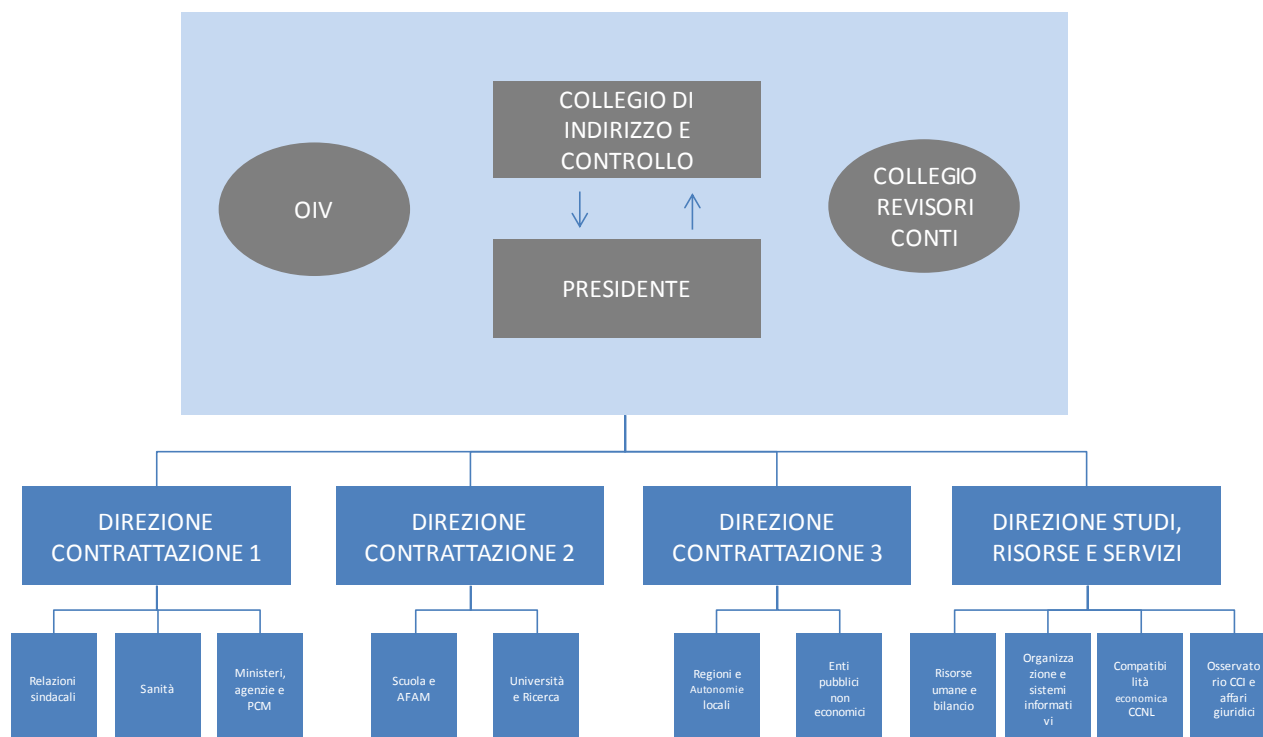 COLLEGIO DI
INDIRIZZO E
CONTROLLO
OIV
COLLEGIO
REVISORI
CONTI
PRESIDENTE
DIREZIONE
CONTRATTAZIONE 1
DIREZIONE
CONTRATTAZIONE 2
DIREZIONE
CONTRATTAZIONE 3
DIREZIONE STUDI,
RISORSE E SERVIZI
Relazioni
sindacali
Sanità
Ministeri,
agenzie e
PCM
Scuola e
AFAM
Università
e Ricerca
Regioni e
Autonomie
locali
Enti
pubblici
non
economici
Risorse
umane e
bilancio
Organizza
zione e
sistemi
informati
vi
Compatibi
lità
economica
CCNL
Osservato
rio CCI e
affari
giuridici